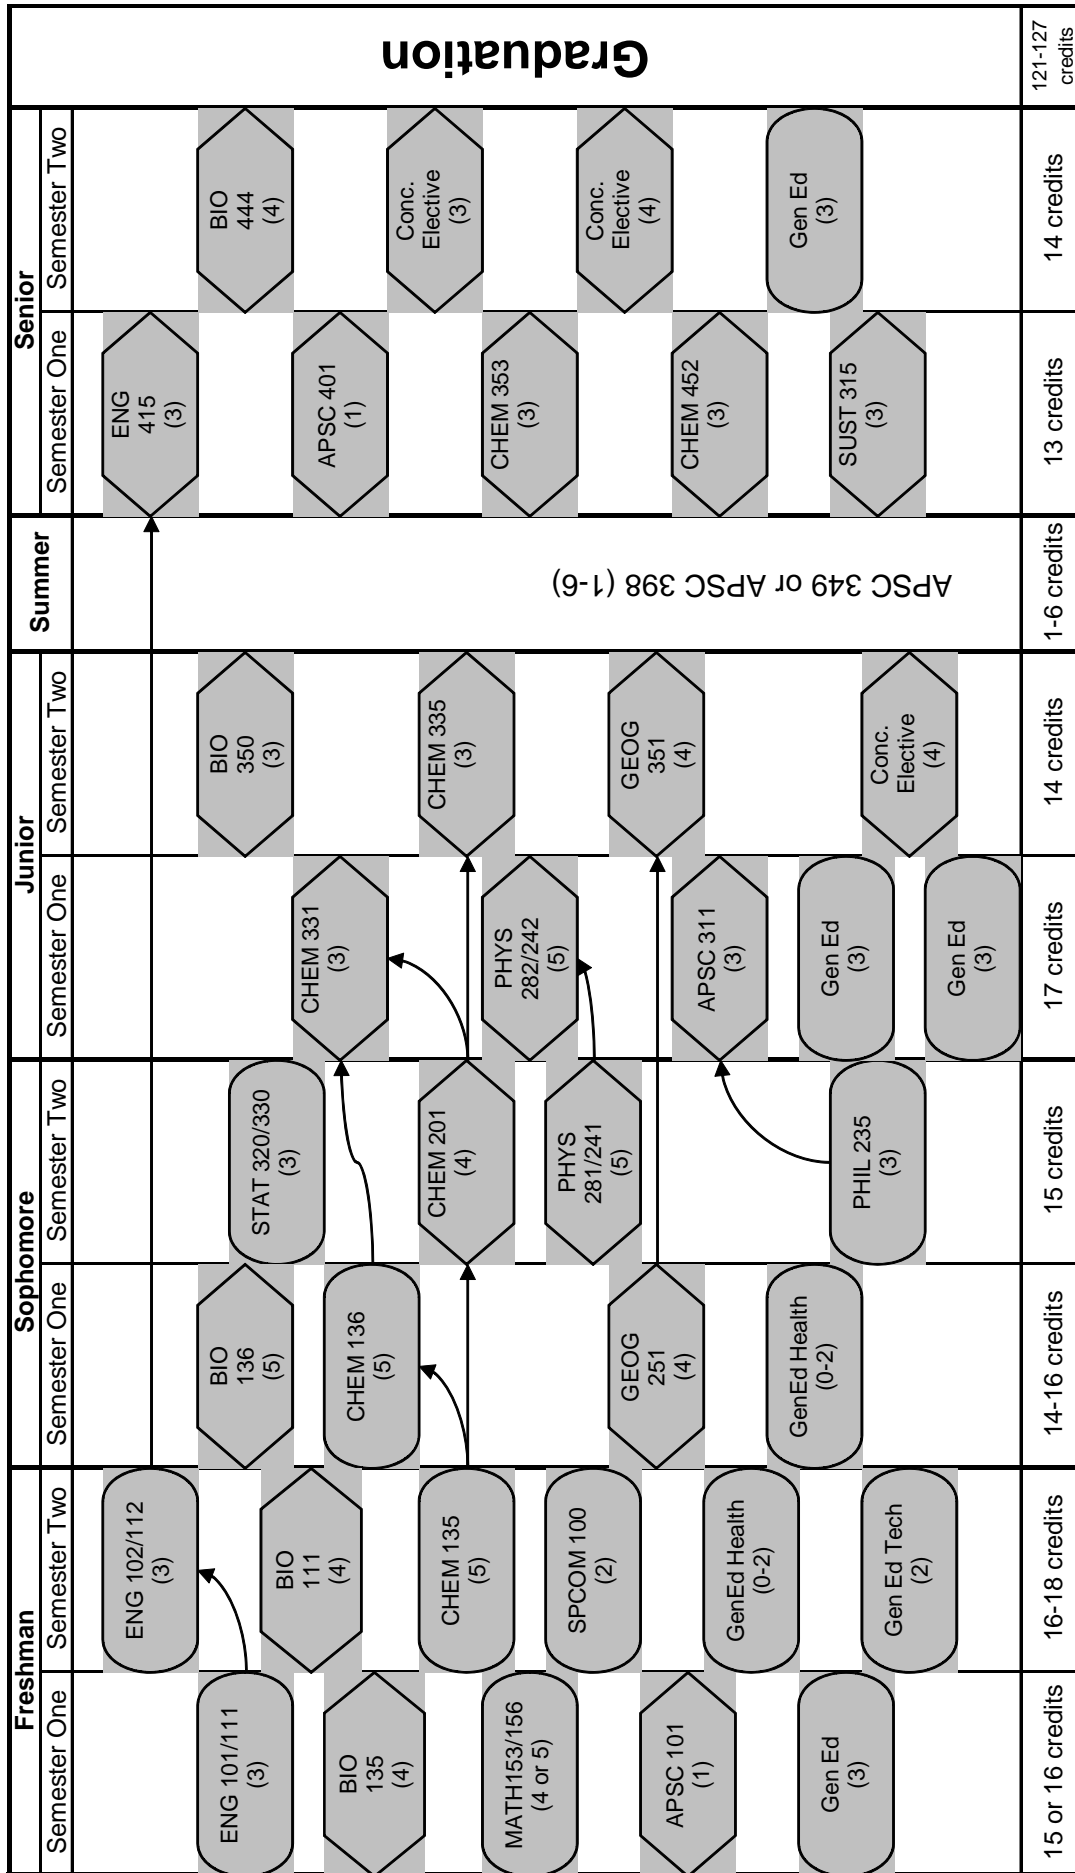 Freshman
Sophomore
Junior
Summer
Senior
Graduation
Semester One
Semester Two
Semester One
Semester Two
Semester One
Semester Two
Semester One
Semester Two
ENG 101/111
(3)
BIO
135
(4)
MATH153/156
(4 or 5)
APSC 101
(1)
Gen Ed
(3)
15 or 16 credits
ENG 102/112
(3)
BIO
111
(4)
CHEM 135
(5)
SPCOM 100
(2)
GenEd Health
(0-2)
Gen Ed Tech
(2)
16-18 credits
BIO
136
(5)
CHEM 136
(5)
GEOG
251
(4)
GenEd Health
(0-2)
14-16 credits
STAT 320/330
(3)
CHEM 201
(4)
PHYS
281/241
(5)
PHIL 235
(3)
15 credits
CHEM 331
(3)
PHYS
282/242
(5)
APSC 311
(3)
Gen Ed
(3)
Gen Ed
(3)
17 credits
BIO
350
(3)
CHEM 335
(3)
GEOG
351
(4)
Conc.
Elective
(4)
14 credits
APSC 349 or APSC 398 (1-6)
1-6 credits
ENG
415
(3)
APSC 401
(1)
CHEM 353
(3)
CHEM 452
(3)
SUST 315
(3)
13 credits
BIO
444
(4)
Conc.
Elective
(3)
Conc.
Elective
(4)
Gen Ed
(3)
14 credits
121-127
credits